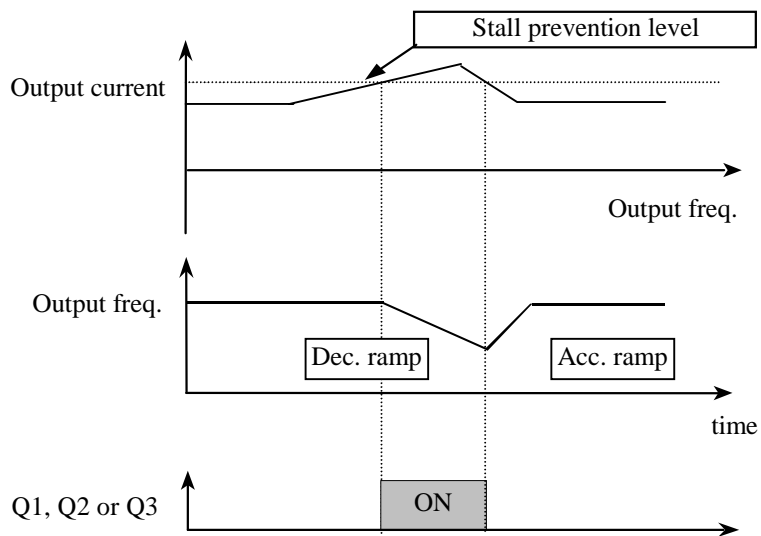 Stall prevention level
Output current
Output freq.
Output freq.
Dec. ramp
Acc. ramp
time
Q1, Q2 or Q3
ON